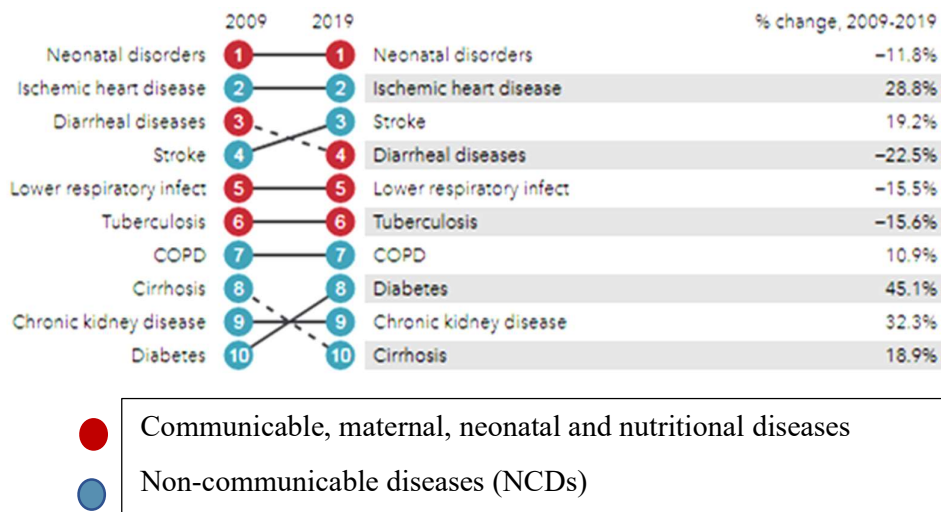 2009 2019 % change, 2009-2019
Neonatal disorders 1 1 Neonatal disorders –11.8%
Ischemic heart disease 2 2 Ischemic heart disease 28.8%
Diarrheal diseases 3 3 Stroke 19.2%
Stroke 4 4 Diarrheal diseases –22.5%
Lower respiratory infect 5 5 Lower respiratory infect –15.5%
Tuberculosis 6 6 Tuberculosis –15.6%
COPD 7 7 COPD 10.9%
Cirrhosis 8 8 Diabetes 45.1%
Chronic kidney disease 9 9 Chronic kidney disease 32.3%
Diabetes 10 10 Cirrhosis 18.9%
Communicable, maternal, neonatal and nutritional diseases
Non-communicable diseases (NCDs)